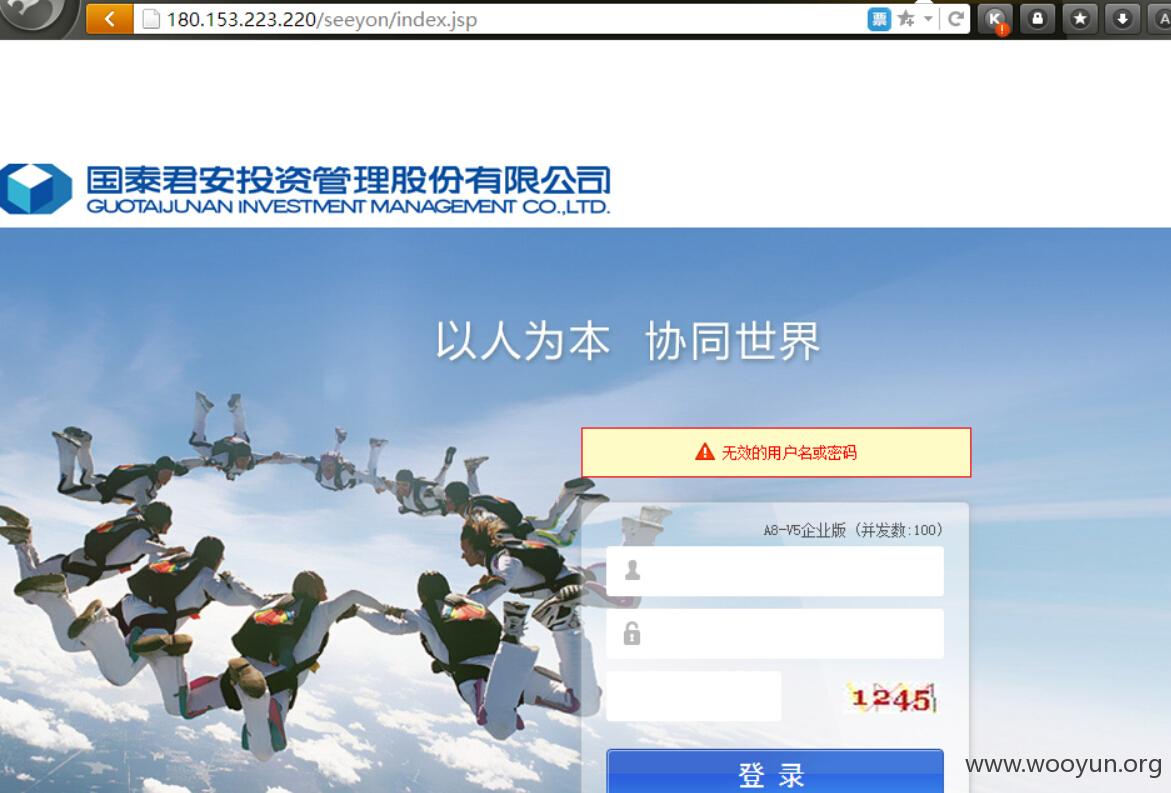 180.153.223.220/seeyon/index.jsp
票
K
A
国泰君安投资管理股份有限公司
GUOTAIJUNAN INVESTMENT MANAGEMENT CO.,LTD.
以人为本 协同世界
无效的用户名或密码
A8-V5企业版 (并发数:100)
1245
登 录
www.wooyun.org